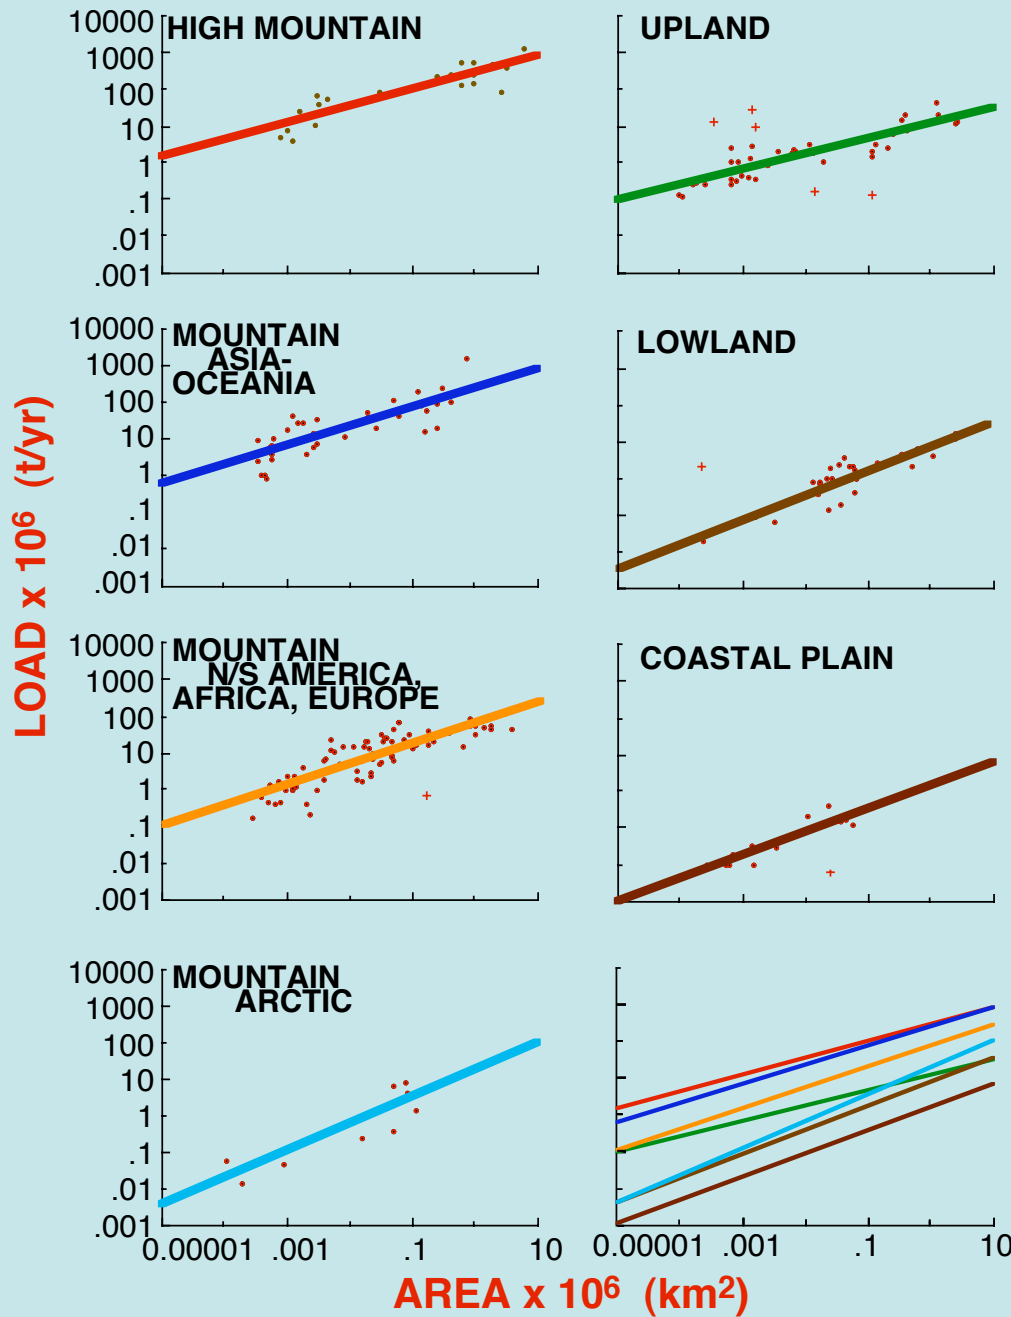 HIGH MOUNTAIN
10000
1000
100
10
1
.1
.01
.001
UPLAND
MOUNTAIN
ASIA-
OCEANIA
10000
1000
100
10
1
.1
.01
.001
LOWLAND
MOUNTAIN
N/S AMERICA,
AFRICA, EUROPE
10000
1000
100
10
1
.1
.01
.001
COASTAL PLAIN
MOUNTAIN
ARCTIC
10000
1000
100
10
1
.1
.01
.001
0.00001 .001 .1 10
0.00001 .001 .1 10
LOAD x 10⁶ (t/yr)
AREA x 10⁶ (km²)